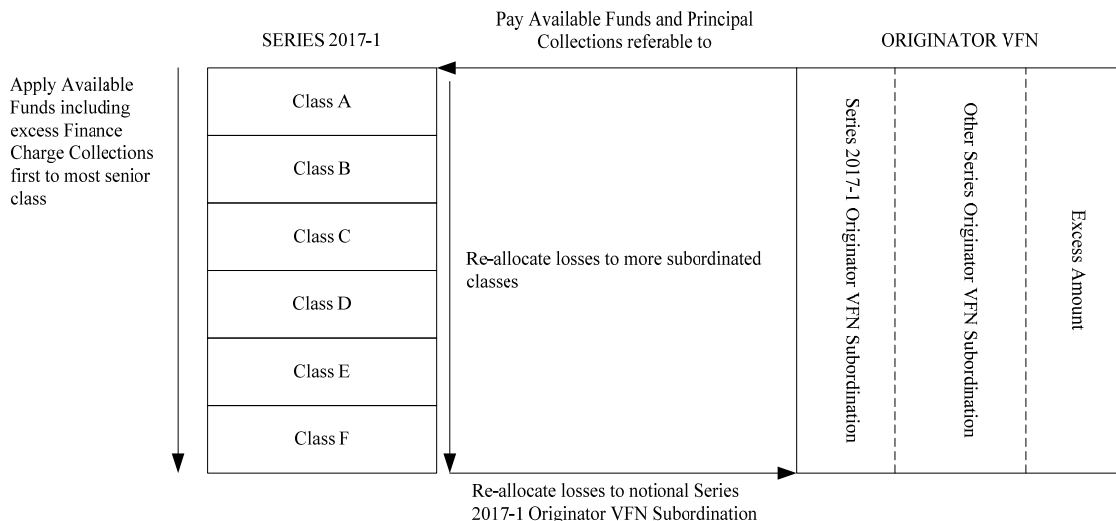 Pay Available Funds and Principal
Collections referable to
SERIES 2017-1
ORIGINATOR VFN
Apply Available
Funds including
excess Finance
Charge Collections
first to most senior
class
Class A
Class B
Class C
Class D
Class E
Class F
Re-allocate losses to more subordinated
classes
Series 2017-1 Originator VFN Subordination
Other Series Originator VFN Subordination
Excess Amount
Re-allocate losses to notional Series
2017-1 Originator VFN Subordination